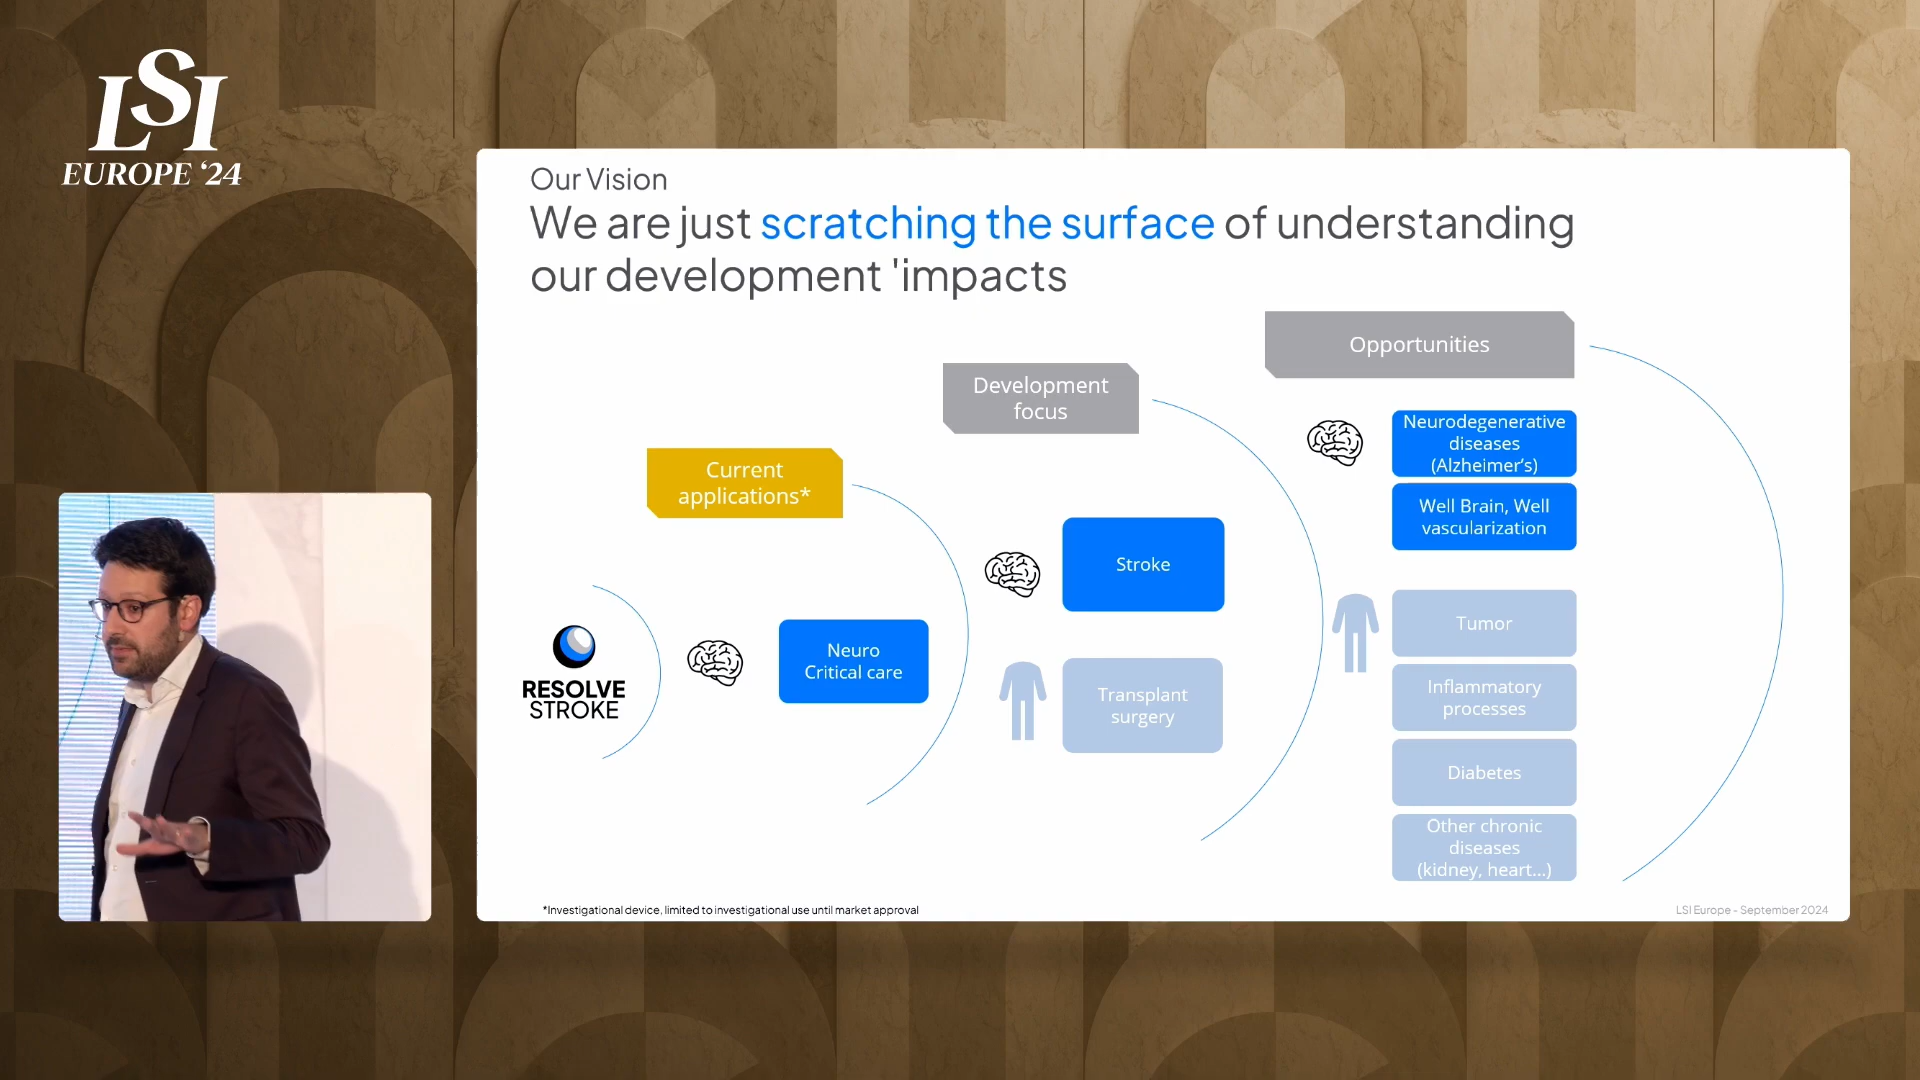 LSI
EUROPE ‘24
Our Vision
We are just scratching the surface of understanding
our development 'impacts
Opportunities
Development
focus
Current
applications*
Neurodegenerative
diseases
(Alzheimer’s)
Well Brain, Well
vascularization
Stroke
Tumor
Neuro
Critical care
RESOLVE
STROKE
Transplant
surgery
Inflammatory
processes
Diabetes
Other chronic
diseases
(kidney, heart...)
*Investigational device, limited to investigational use until market approval
LSI Europe - September 2024